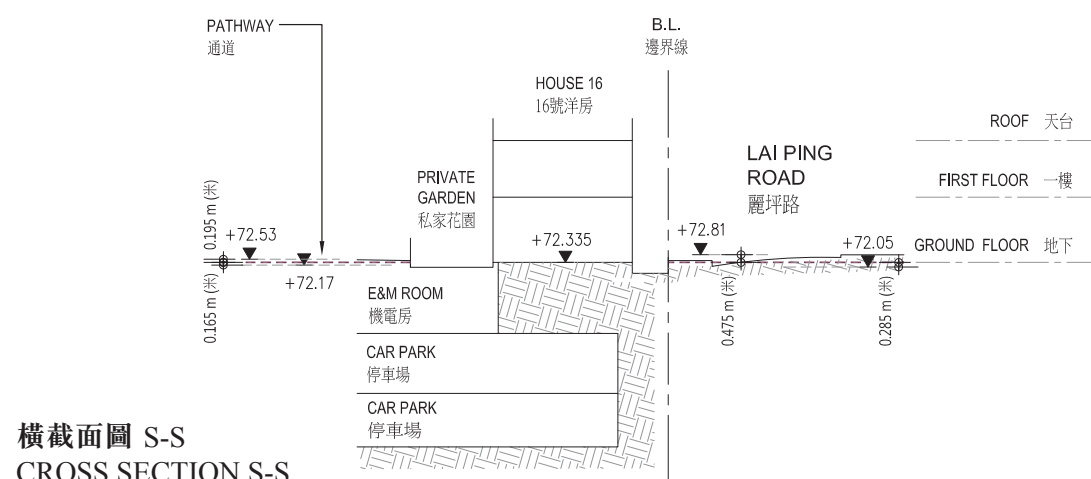 PATHWAY
通道
B.L.
邊界線
HOUSE 16
16號洋房
ROOF 天台
LAI PING
ROAD
麗坪路
PRIVATE
GARDEN
私家花園
FIRST FLOOR 一樓
0.195 m (米)
+72.53
+72.335
+72.81
+72.05
GROUND FLOOR 地下
0.165 m (米)
+72.17
0.475 m (米)
0.285 m (米)
E&M ROOM
機電房
CAR PARK
停車場
CAR PARK
停車場
橫截面圖 S-S
CROSS SECTION S-S